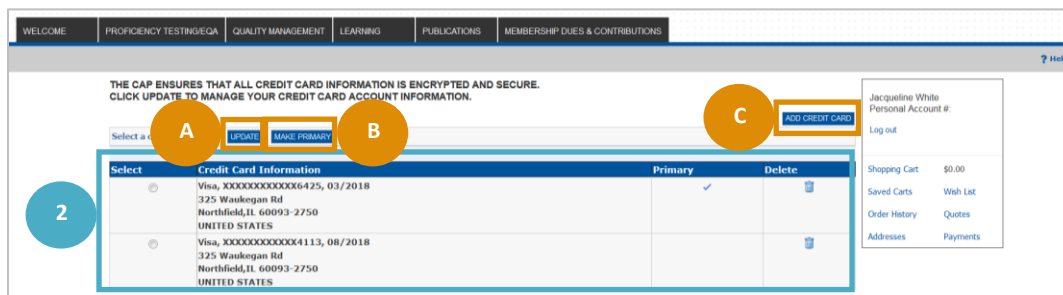 WELCOME PROFICIENCY TESTING/EQA QUALITY MANAGEMENT LEARNING PUBLICATIONS MEMBERSHIP DUES & CONTRIBUTIONS
? Hel
THE CAP ENSURES THAT ALL CREDIT CARD INFORMATION IS ENCRYPTED AND SECURE.
CLICK UPDATE TO MANAGE YOUR CREDIT CARD ACCOUNT INFORMATION.
A B C
Select a UPDATE MAKE PRIMARY ADD CREDIT CARD
Select Credit Card Information Primary Delete
2
Visa, XXXXXXXXXXXX6425, 03/2018
325 Waukegan Rd
Northfield,IL 60093-2750
UNITED STATES
Visa, XXXXXXXXXXXX4113, 08/2018
325 Waukegan Rd
Northfield,IL 60093-2750
UNITED STATES
Jacqueline White
Personal Account #:
Log out
Shopping Cart $0.00
Saved Carts Wish List
Order History Quotes
Addresses Payments